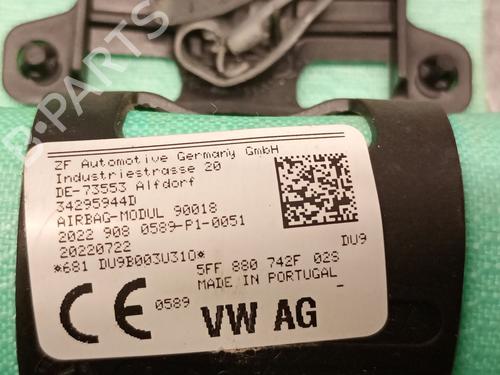 ZF Automotive Germany GmbH
Industriestrasse 20
DE-73553 Alfdorf
34295944D
AIRBAG-MODUL 90018
2022 908 0589-P1-0051
20220722
DU9
*681 DU9B003U310*
5FF 880 742F 02S
MADE IN PORTUGAL
CE 0589
VW AG
B-PARTS